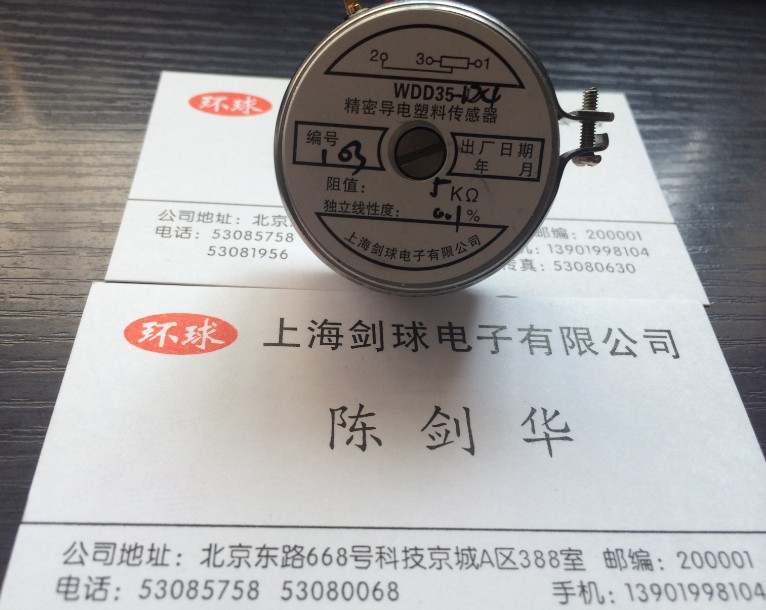 2 3 1
WDD35
精密导电塑料传感器
编号 103
出厂日期
年 月
阻值： 5 KΩ
独立线性度： 0.1%
上海剑球电子有限公司
环球
公司地址：北京 邮编：200001
电话：53085758 机：13901998104
53081956 传真：53080630
环球 上海剑球电子有限公司
陈剑华
公司地址：北京东路668号科技京城A区388室 邮编：200001
电话：53085758 53080068 手机：13901998104